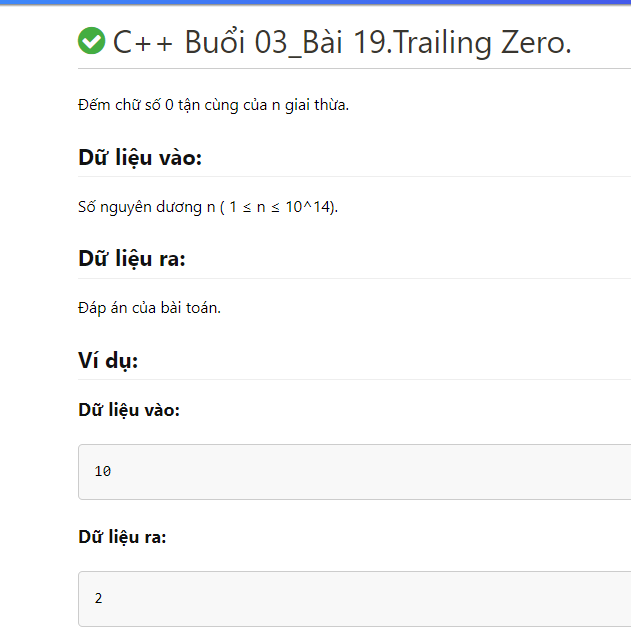 C++ Buổi 03_Bài 19.Trailing Zero.
Đếm chữ số 0 tận cùng của n giai thừa.
Dữ liệu vào:
Số nguyên dương n ( 1 ≤ n ≤ 10^14).
Dữ liệu ra:
Đáp án của bài toán.
Ví dụ:
Dữ liệu vào:
10
Dữ liệu ra:
2